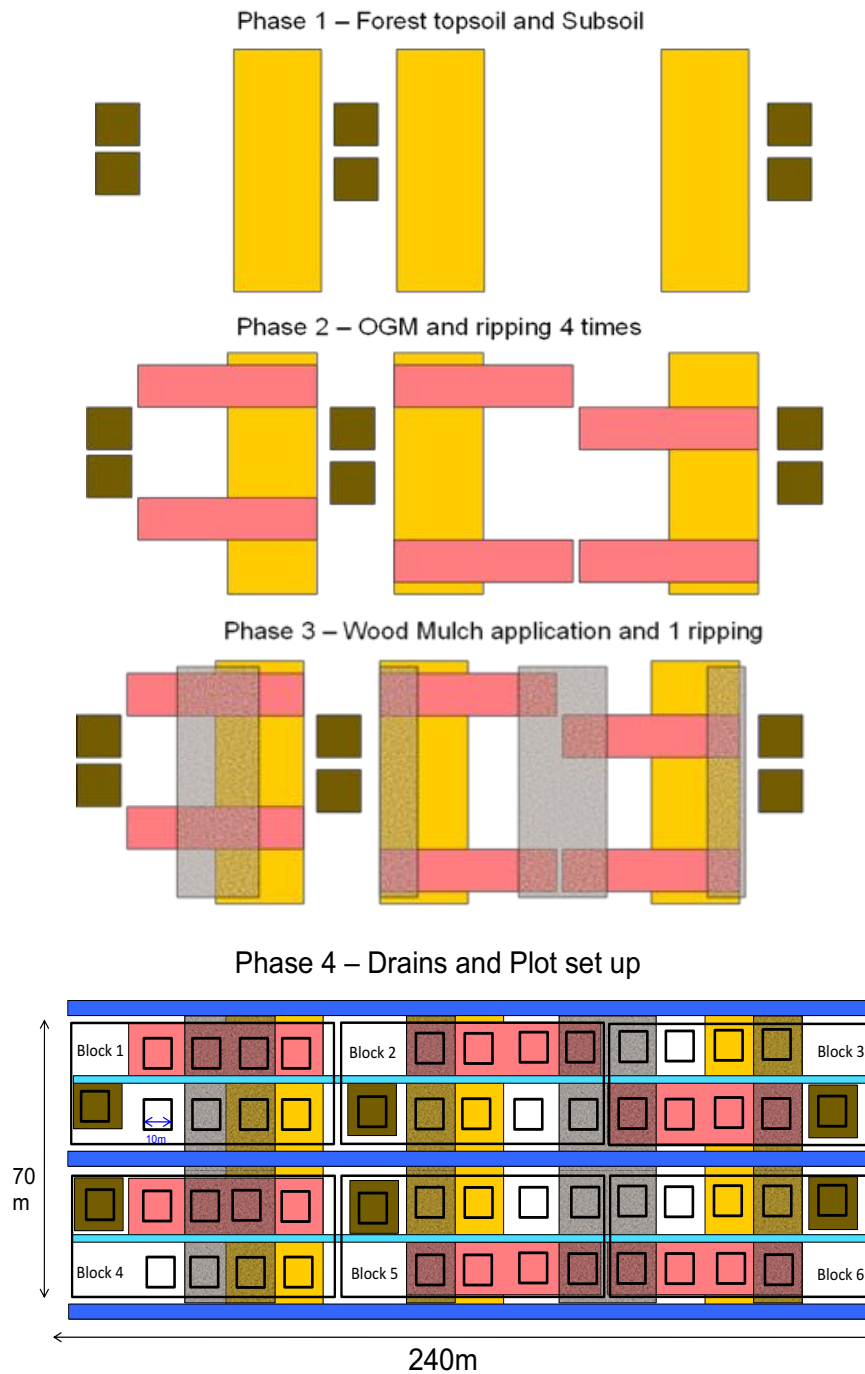 Phase 1 – Forest topsoil and Subsoil
Phase 2 – OGM and ripping 4 times
Phase 3 – Wood Mulch application and 1 ripping
Phase 4 – Drains and Plot set up
Block 1
Block 2
Block 3
10m
70
m
Block 4
Block 5
Block 6
240m